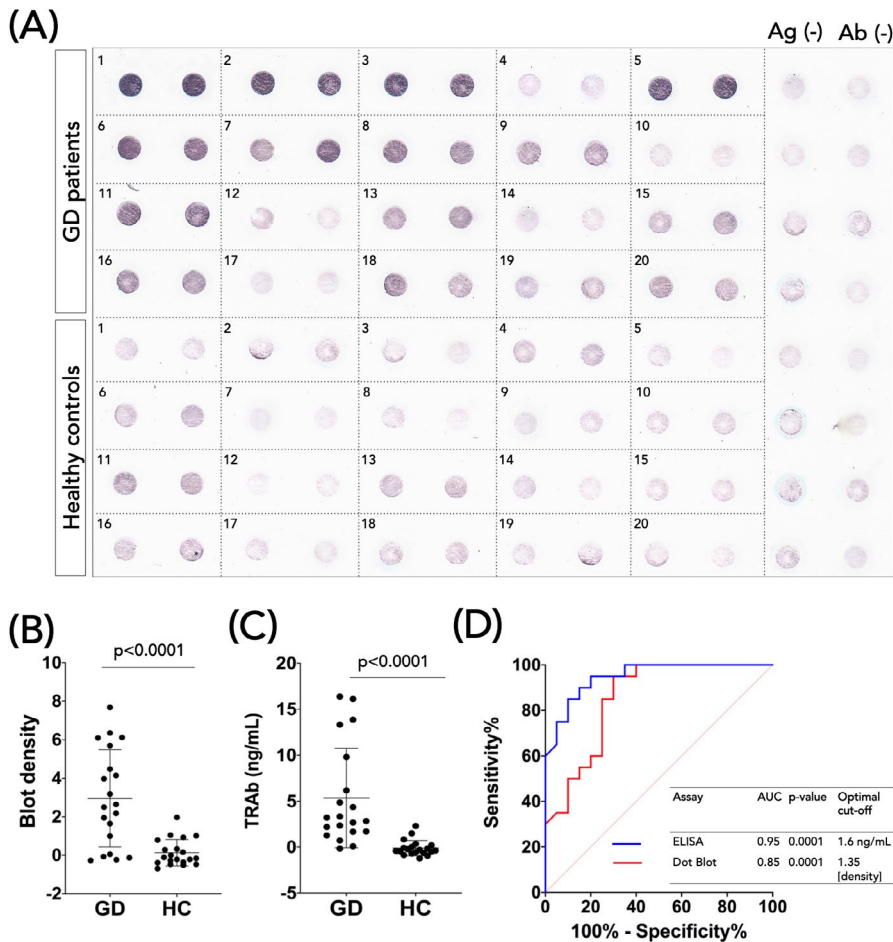 (A)
Ag (-) Ab (-)
GD patients
1 2 3 4 5
6 7 8 9 10
11 12 13 14 15
16 17 18 19 20
Healthy controls
1 2 3 4 5
6 7 8 9 10
11 12 13 14 15
16 17 18 19 20
(B)
p<0.0001
Blot density
10
8
6
4
2
0
-2
GD HC
(C)
p<0.0001
TRAb (ng/mL)
20
15
10
5
0
-5
GD HC
(D)
Sensitivity%
100
80
60
40
20
0
0 20 40 60 80 100
100% - Specificity%
Assay AUC p-value Optimal
cut-off
ELISA 0.95 0.0001 1.6 ng/mL
Dot Blot 0.85 0.0001 1.35
[density]